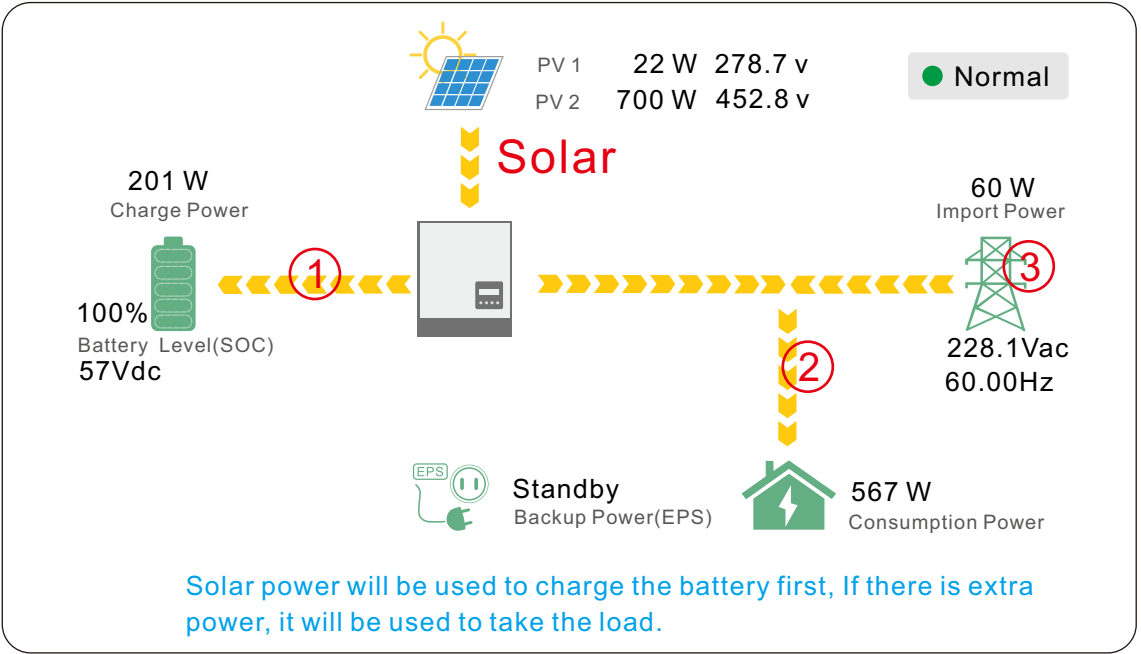 PV 1 22 W 278.7 v
PV 2 700 W 452.8 v
Normal
Solar
201 W
Charge Power
60 W
Import Power
1
3
100%
Battery Level(SOC)
57Vdc
228.1Vac
60.00Hz
2
EPS
Standby
Backup Power(EPS)
567 W
Consumption Power
Solar power will be used to charge the battery first, If there is extra
power, it will be used to take the load.